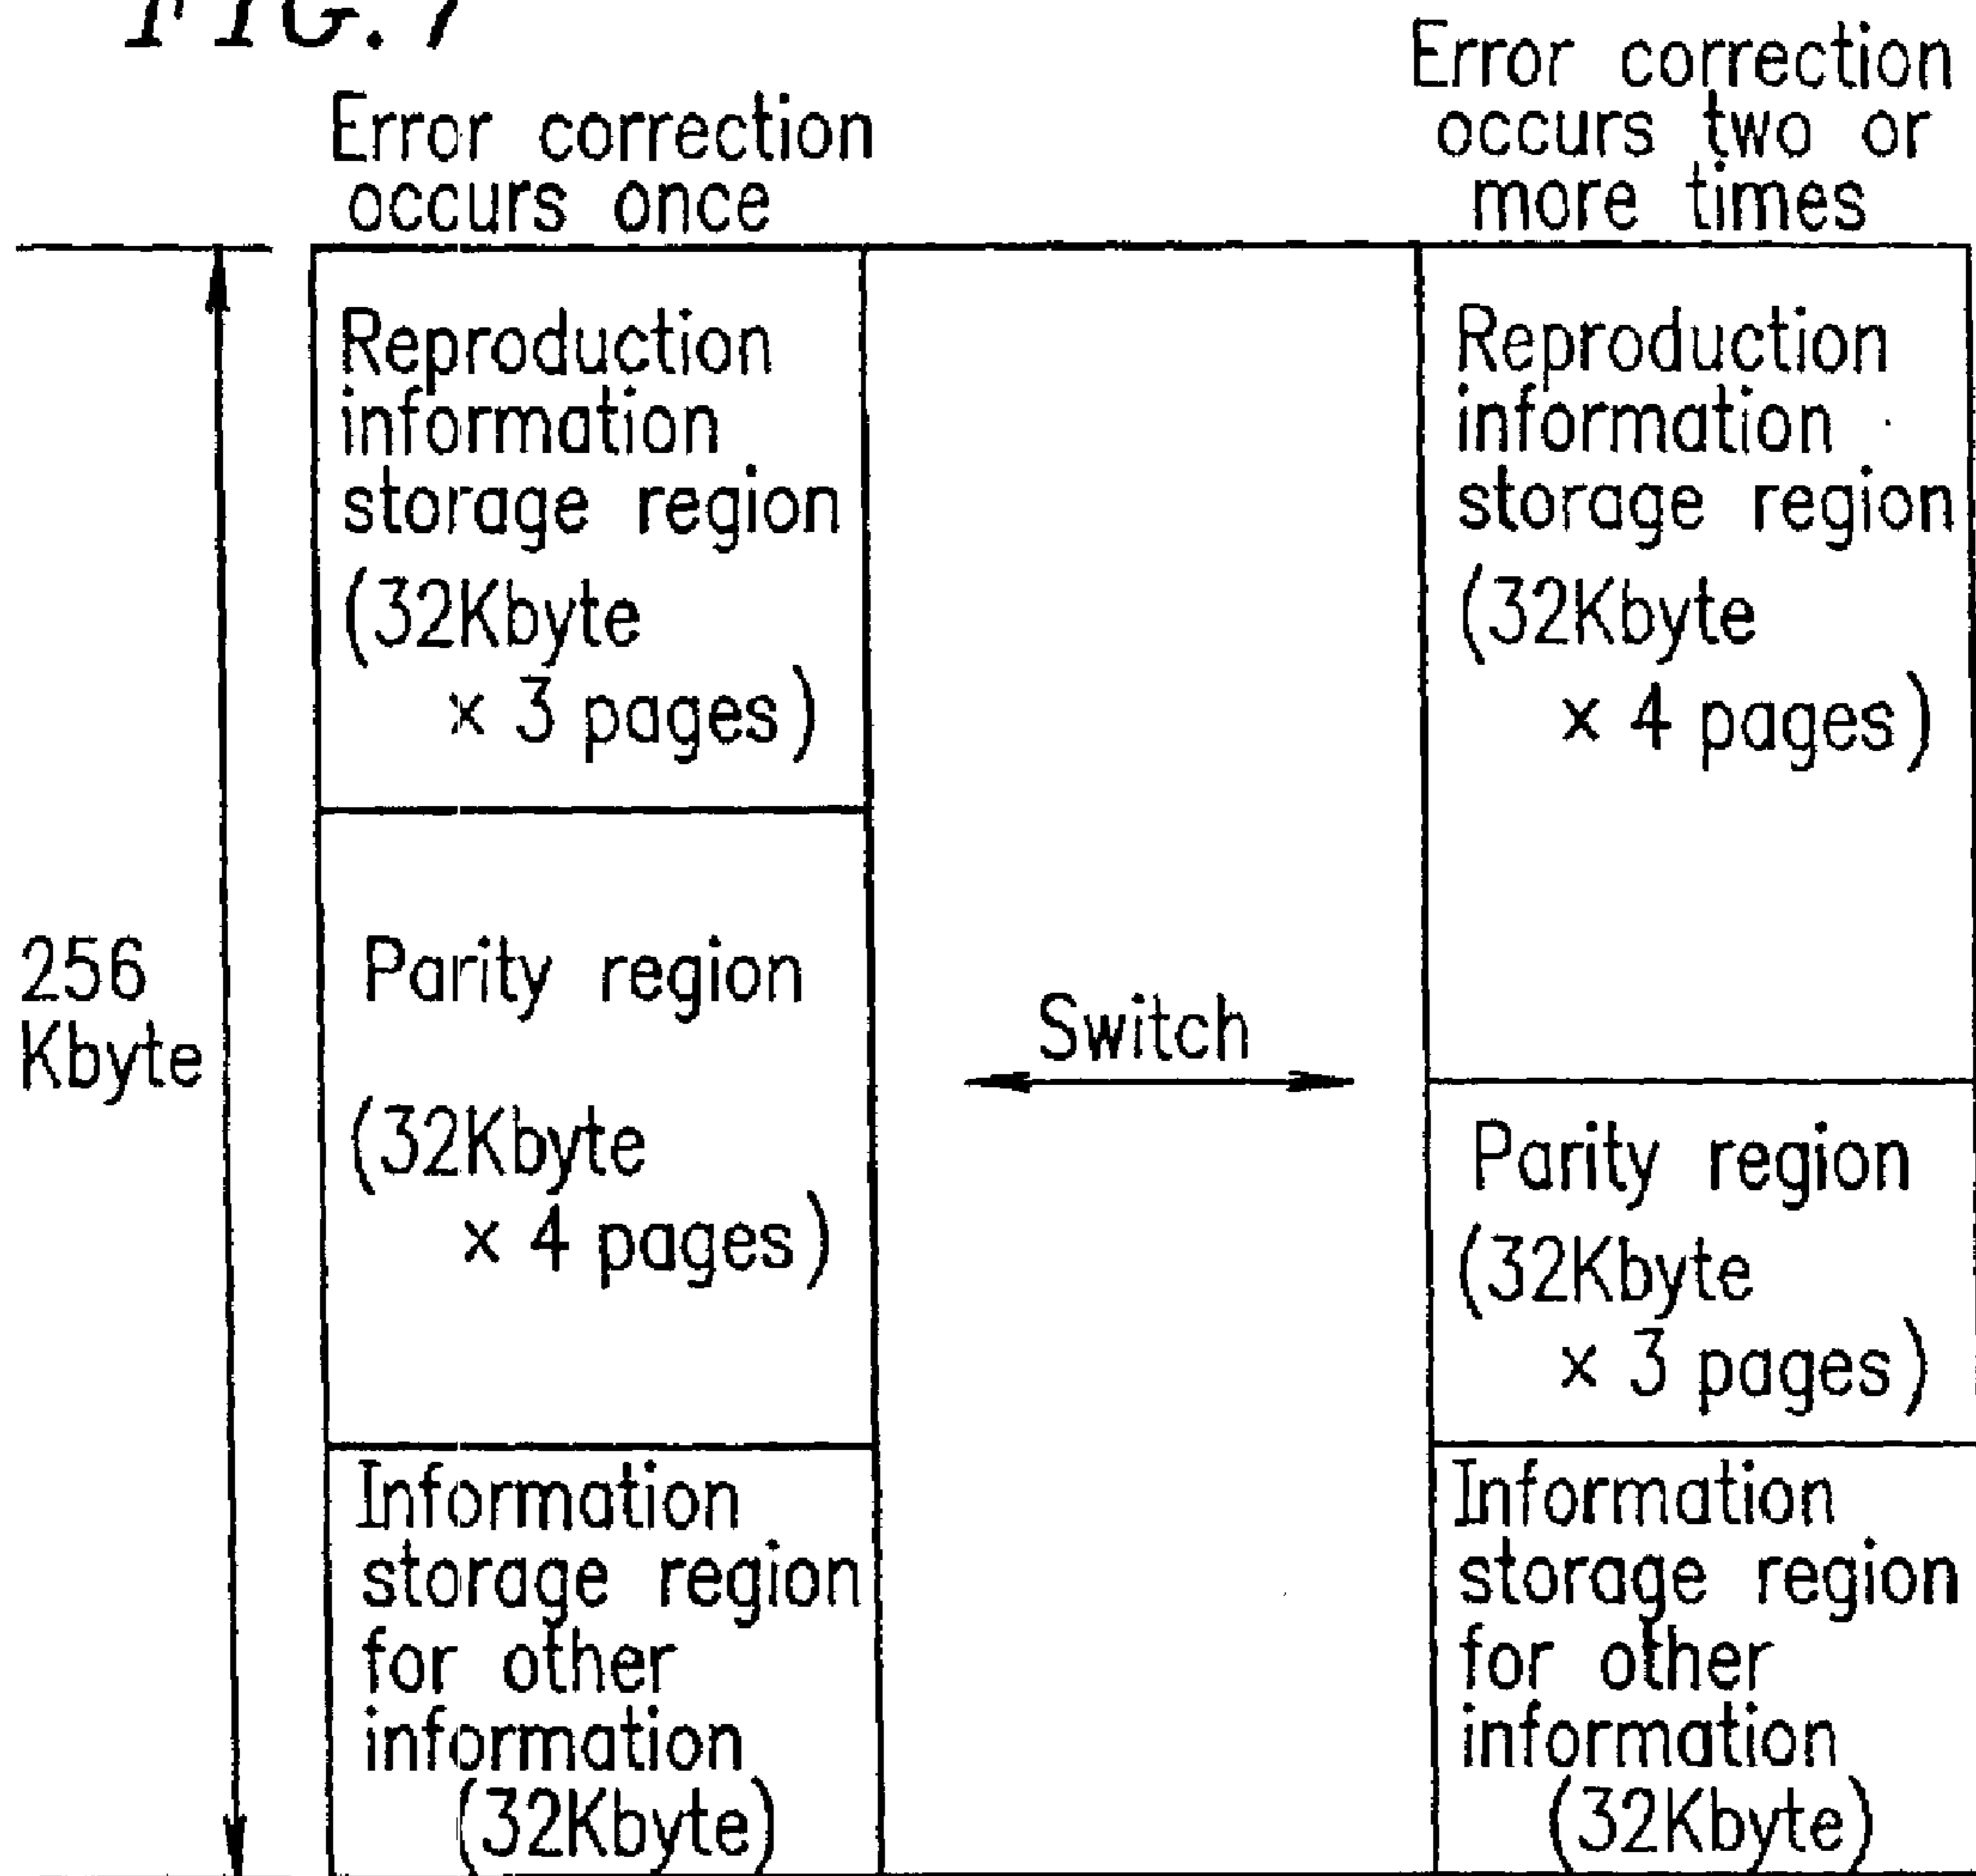 FIG. 7
Error correction
occurs once
Error correction
occurs two or
more times
256
Kbyte
Reproduction
information
storage region
(32Kbyte
× 3 pages)
Parity region
(32Kbyte
× 4 pages)
Information
storage region
for other
information
(32Kbyte)
Switch
Reproduction
information
storage region
(32Kbyte
× 4 pages)
Parity region
(32Kbyte
× 3 pages)
Information
storage region
for other
information
(32Kbyte)